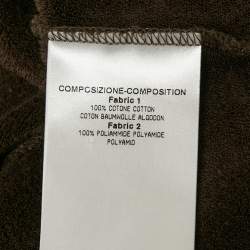 COMPOSIZIONE-COMPOSITION
Fabric 1
100% COTONE COTTON
COTON BAUMWOLLE ALGODON
Fabric 2
100% POLIAMMIDE POLYAMIDE
POLYAMID